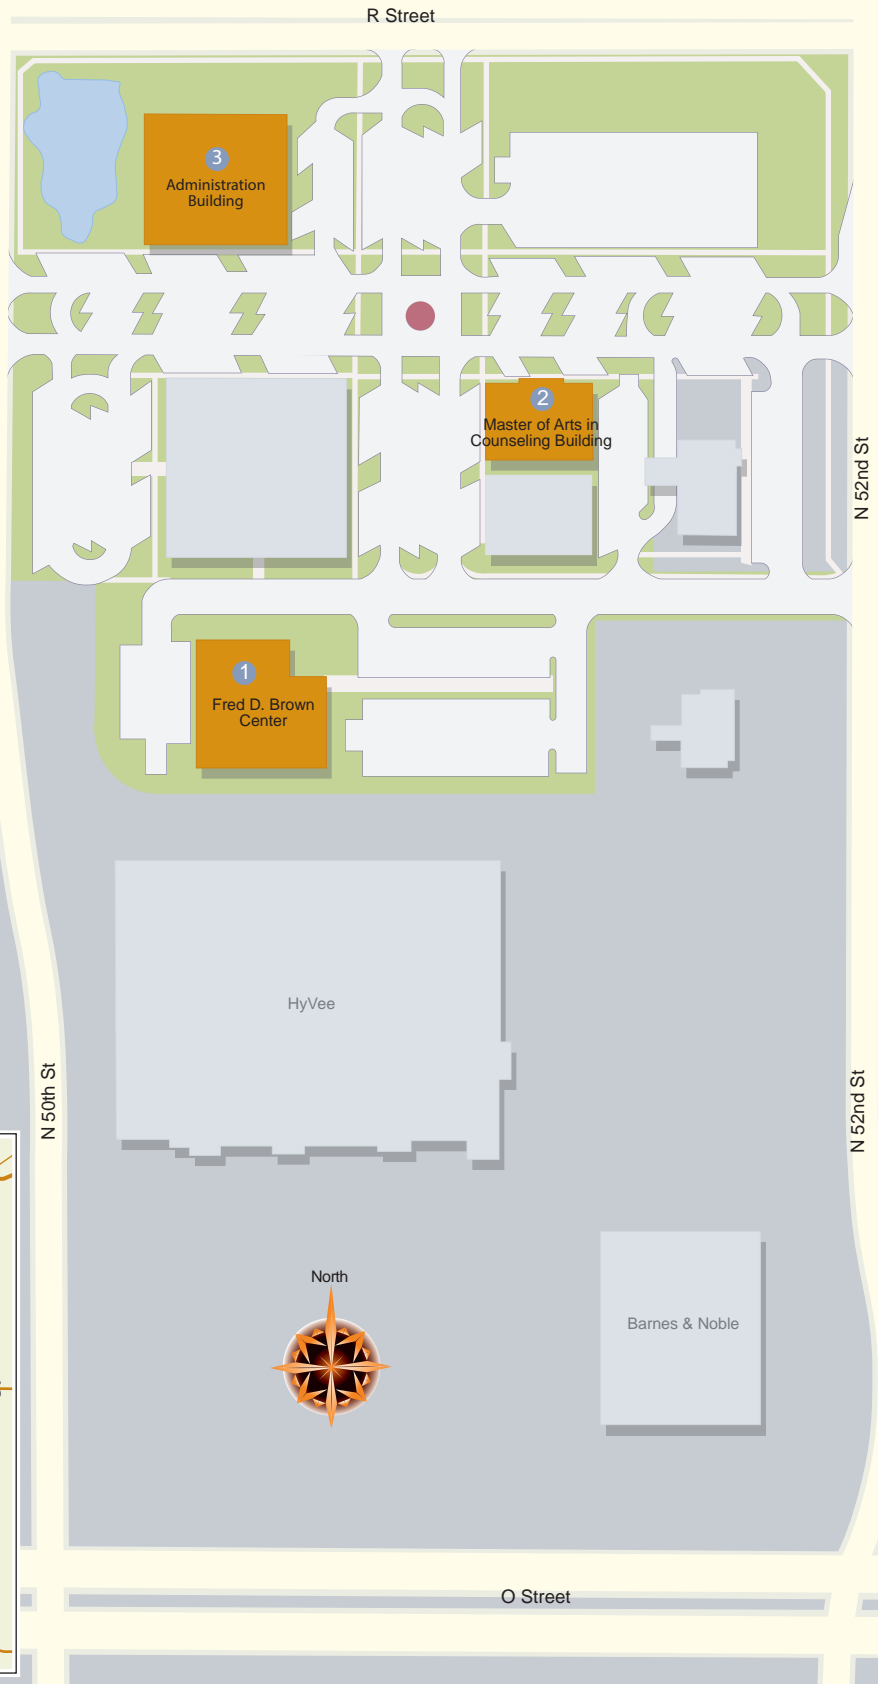 R Street
3
Administration
Building
2
Master of Arts in
Counseling Building
N 52nd St
1
Fred D. Brown
Center
HyVee
N 50th St
N 52nd St
North
Barnes & Noble
O Street